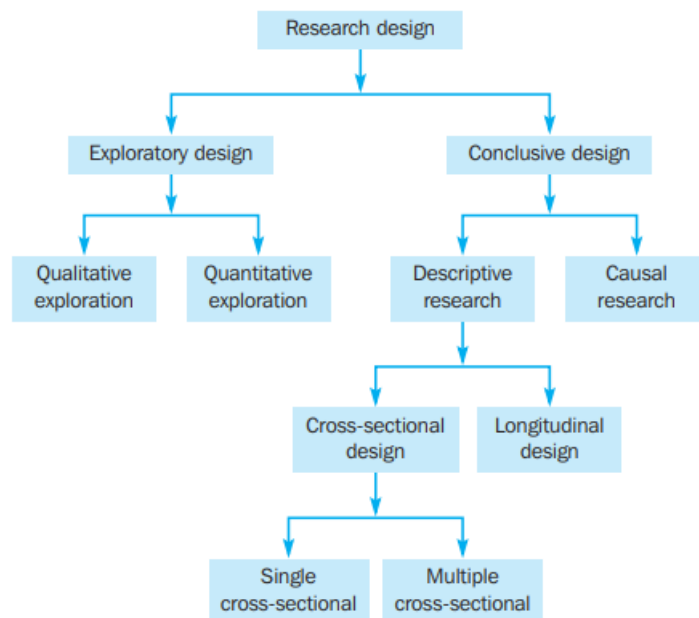 Research design
Exploratory design
Conclusive design
Qualitative
exploration
Quantitative
exploration
Descriptive
research
Causal
research
Cross-sectional
design
Longitudinal
design
Single
cross-sectional
Multiple
cross-sectional